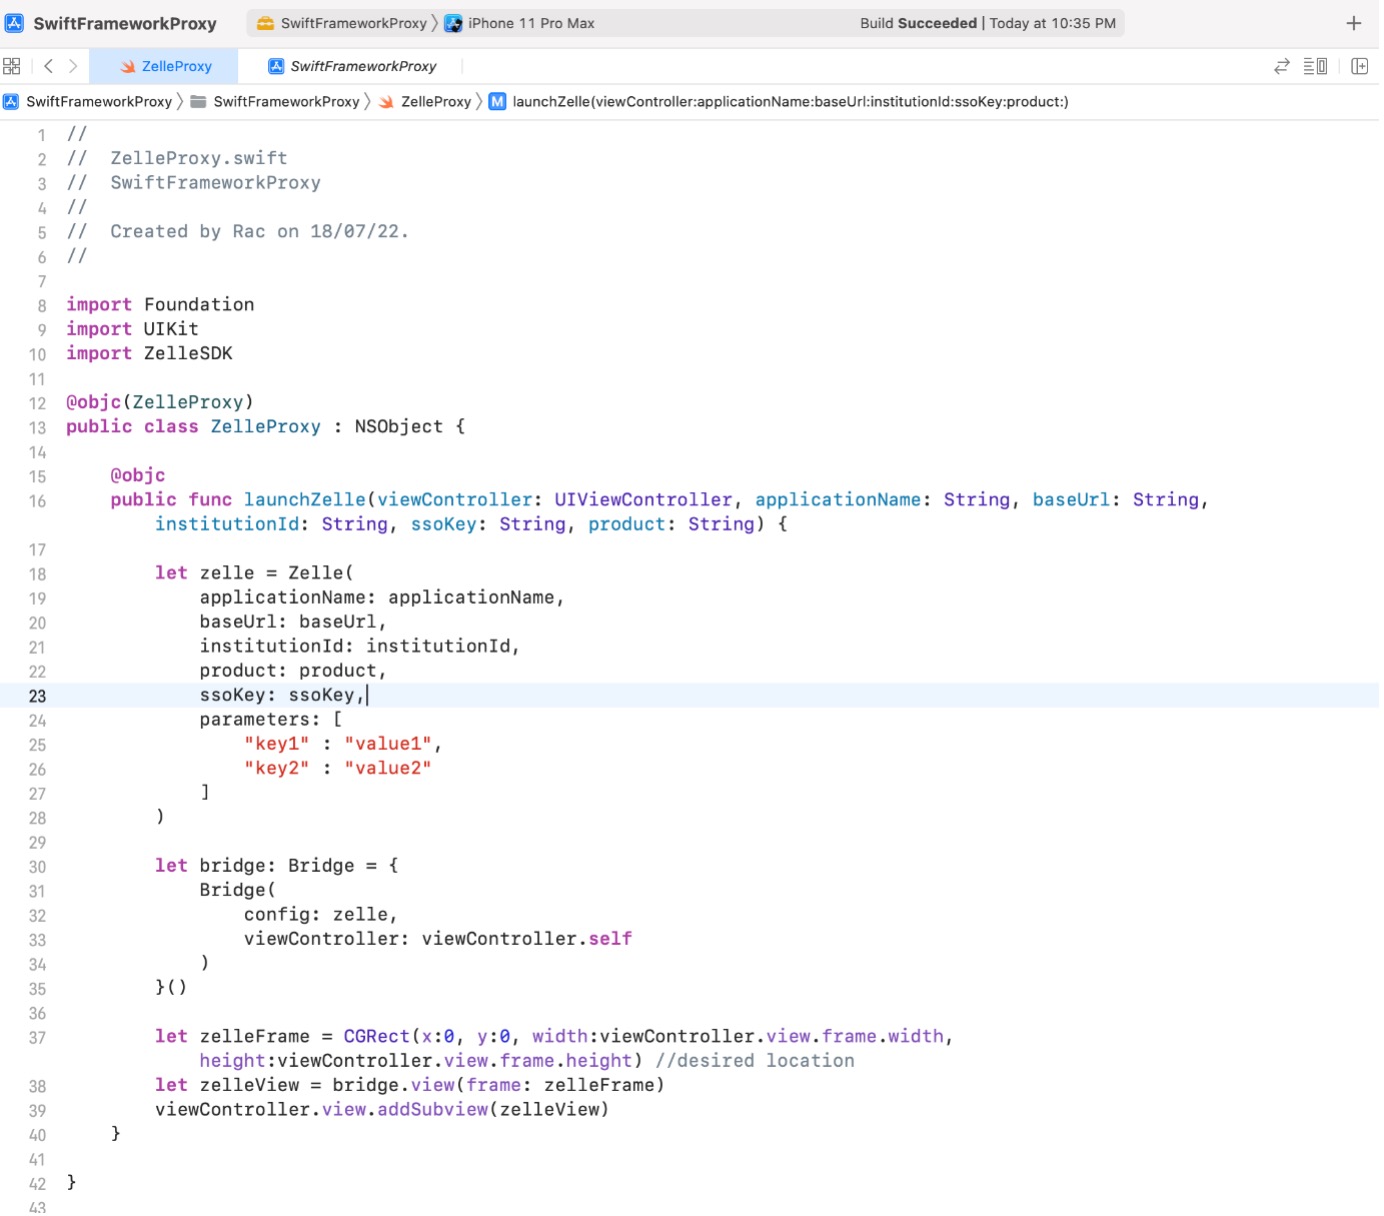 SwiftFrameworkProxy
SwiftFrameworkProxy 〉 iPhone 11 Pro Max
Build Succeeded | Today at 10:35 PM
ZelleProxy
SwiftFrameworkProxy
SwiftFrameworkProxy 〉 SwiftFrameworkProxy 〉 ZelleProxy 〉 M launchZelle(viewController:applicationName:baseUrl:institutionId:ssoKey:product:)
1 //
2 //  ZelleProxy.swift
3 //  SwiftFrameworkProxy
4 //
5 //  Created by Rac on 18/07/22.
6 //
7
8 import Foundation
9 import UIKit
10 import ZelleSDK
11
12 @objc(ZelleProxy)
13 public class ZelleProxy : NSObject {
14
15     @objc
16     public func launchZelle(viewController: UIViewController, applicationName: String, baseUrl: String,
        institutionId: String, ssoKey: String, product: String) {
17
18         let zelle = Zelle(
19             applicationName: applicationName,
20             baseUrl: baseUrl,
21             institutionId: institutionId,
22             product: product,
23             ssoKey: ssoKey,
24             parameters: [
25                 "key1" : "value1",
26                 "key2" : "value2"
27             ]
28         )
29
30         let bridge: Bridge = {
31             Bridge(
32                 config: zelle,
33                 viewController: viewController.self
34             )
35         }()
36
37         let zelleFrame = CGRect(x:0, y:0, width:viewController.view.frame.width,
            height:viewController.view.frame.height) //desired location
38         let zelleView = bridge.view(frame: zelleFrame)
39         viewController.view.addSubview(zelleView)
40     }
41
42 }
43